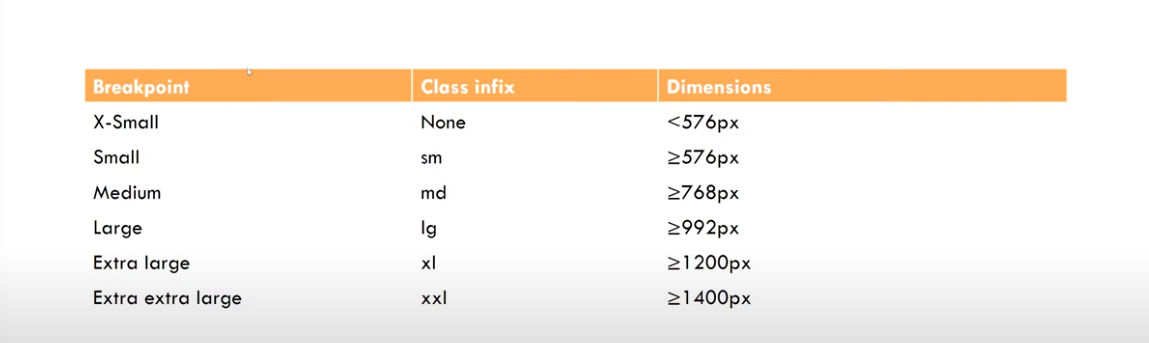 Breakpoint Class infix Dimensions
X-Small None <576px
Small sm ≥576px
Medium md ≥768px
Large lg ≥992px
Extra large xl ≥1200px
Extra extra large xxl ≥1400px